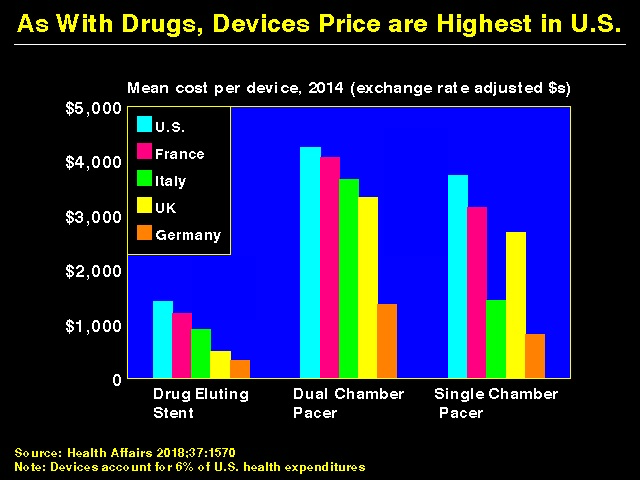 As With Drugs, Devices Price are Highest in U.S.
Mean cost per device, 2014 (exchange rate adjusted $s)
$5,000
$4,000
$3,000
$2,000
$1,000
0
U.S.
France
Italy
UK
Germany
Drug Eluting
Stent
Dual Chamber
Pacer
Single Chamber
Pacer
Source: Health Affairs 2018;37:1570
Note: Devices account for 6% of U.S. health expenditures